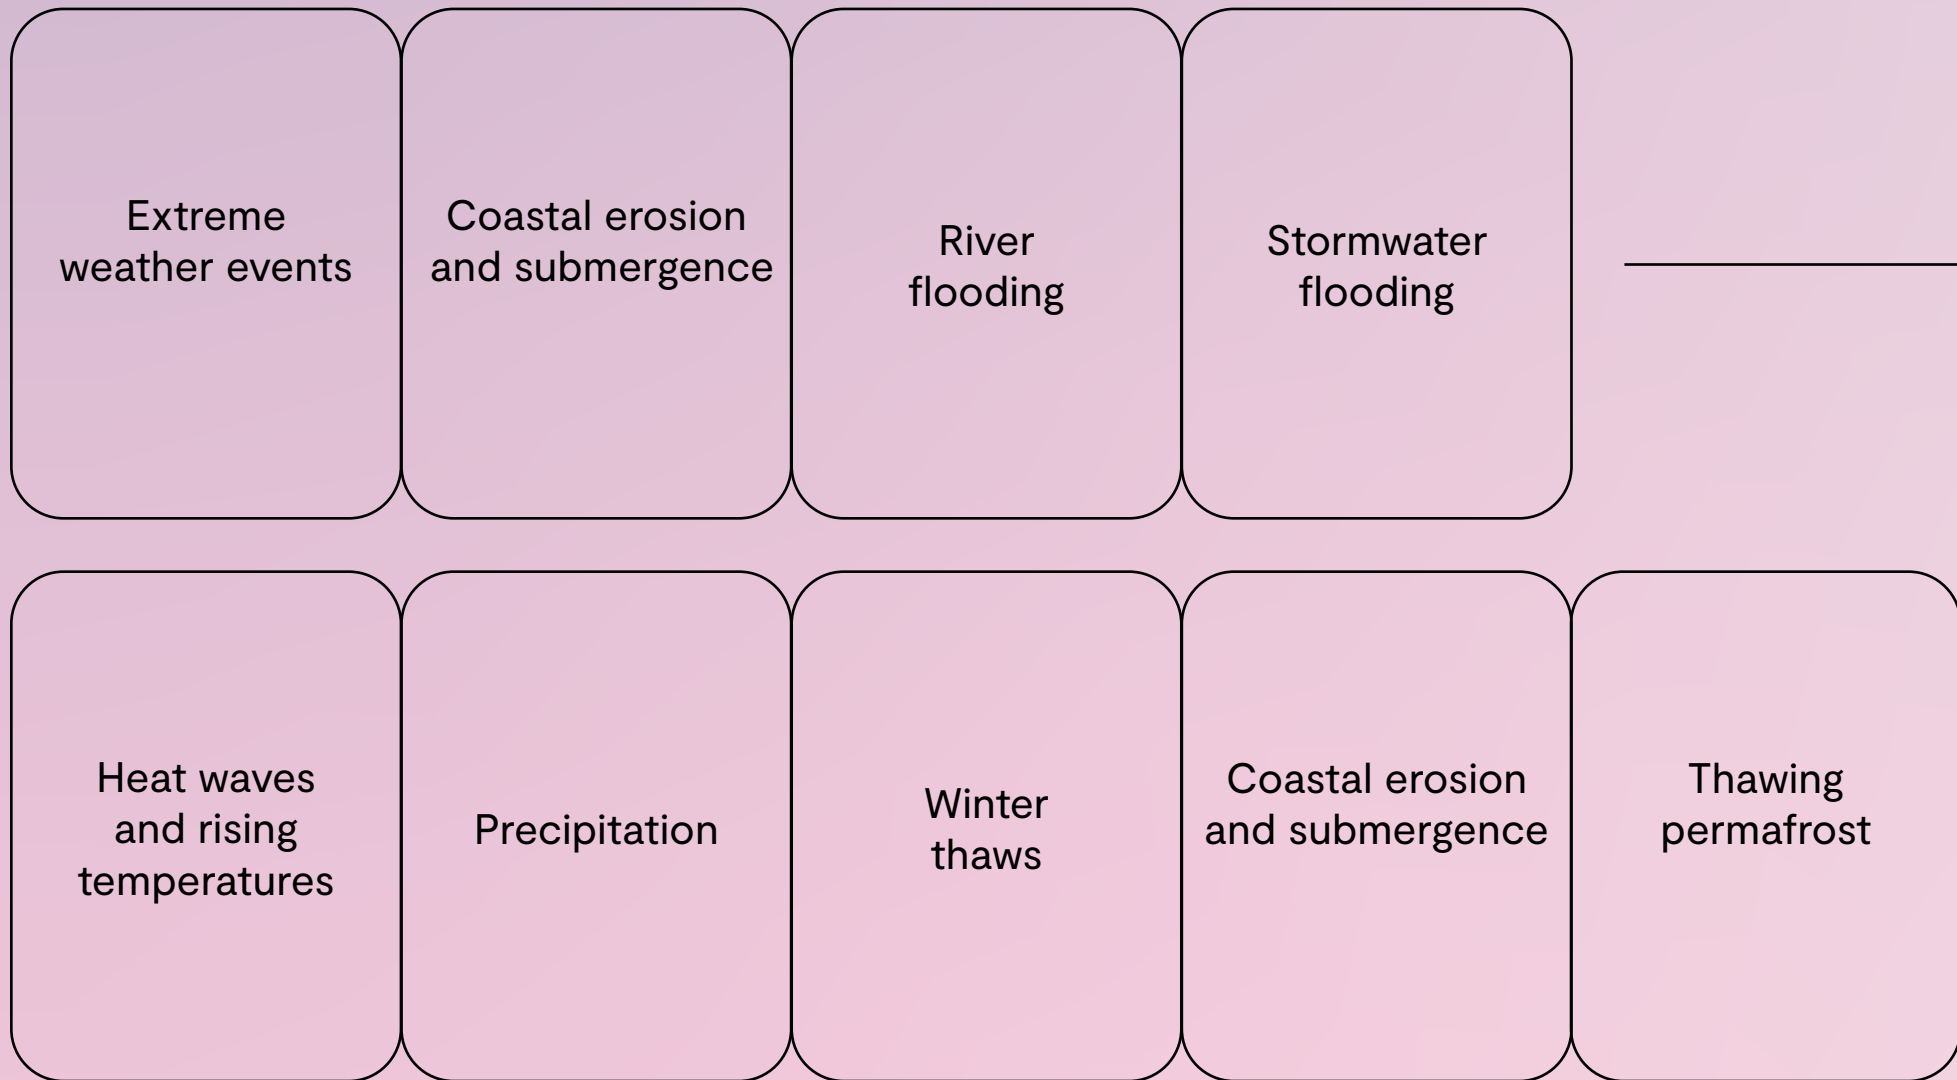 Extreme
weather events
Coastal erosion
and submergence
River
flooding
Stormwater
flooding
Heat waves
and rising
temperatures
Precipitation
Winter
thaws
Coastal erosion
and submergence
Thawing
permafrost